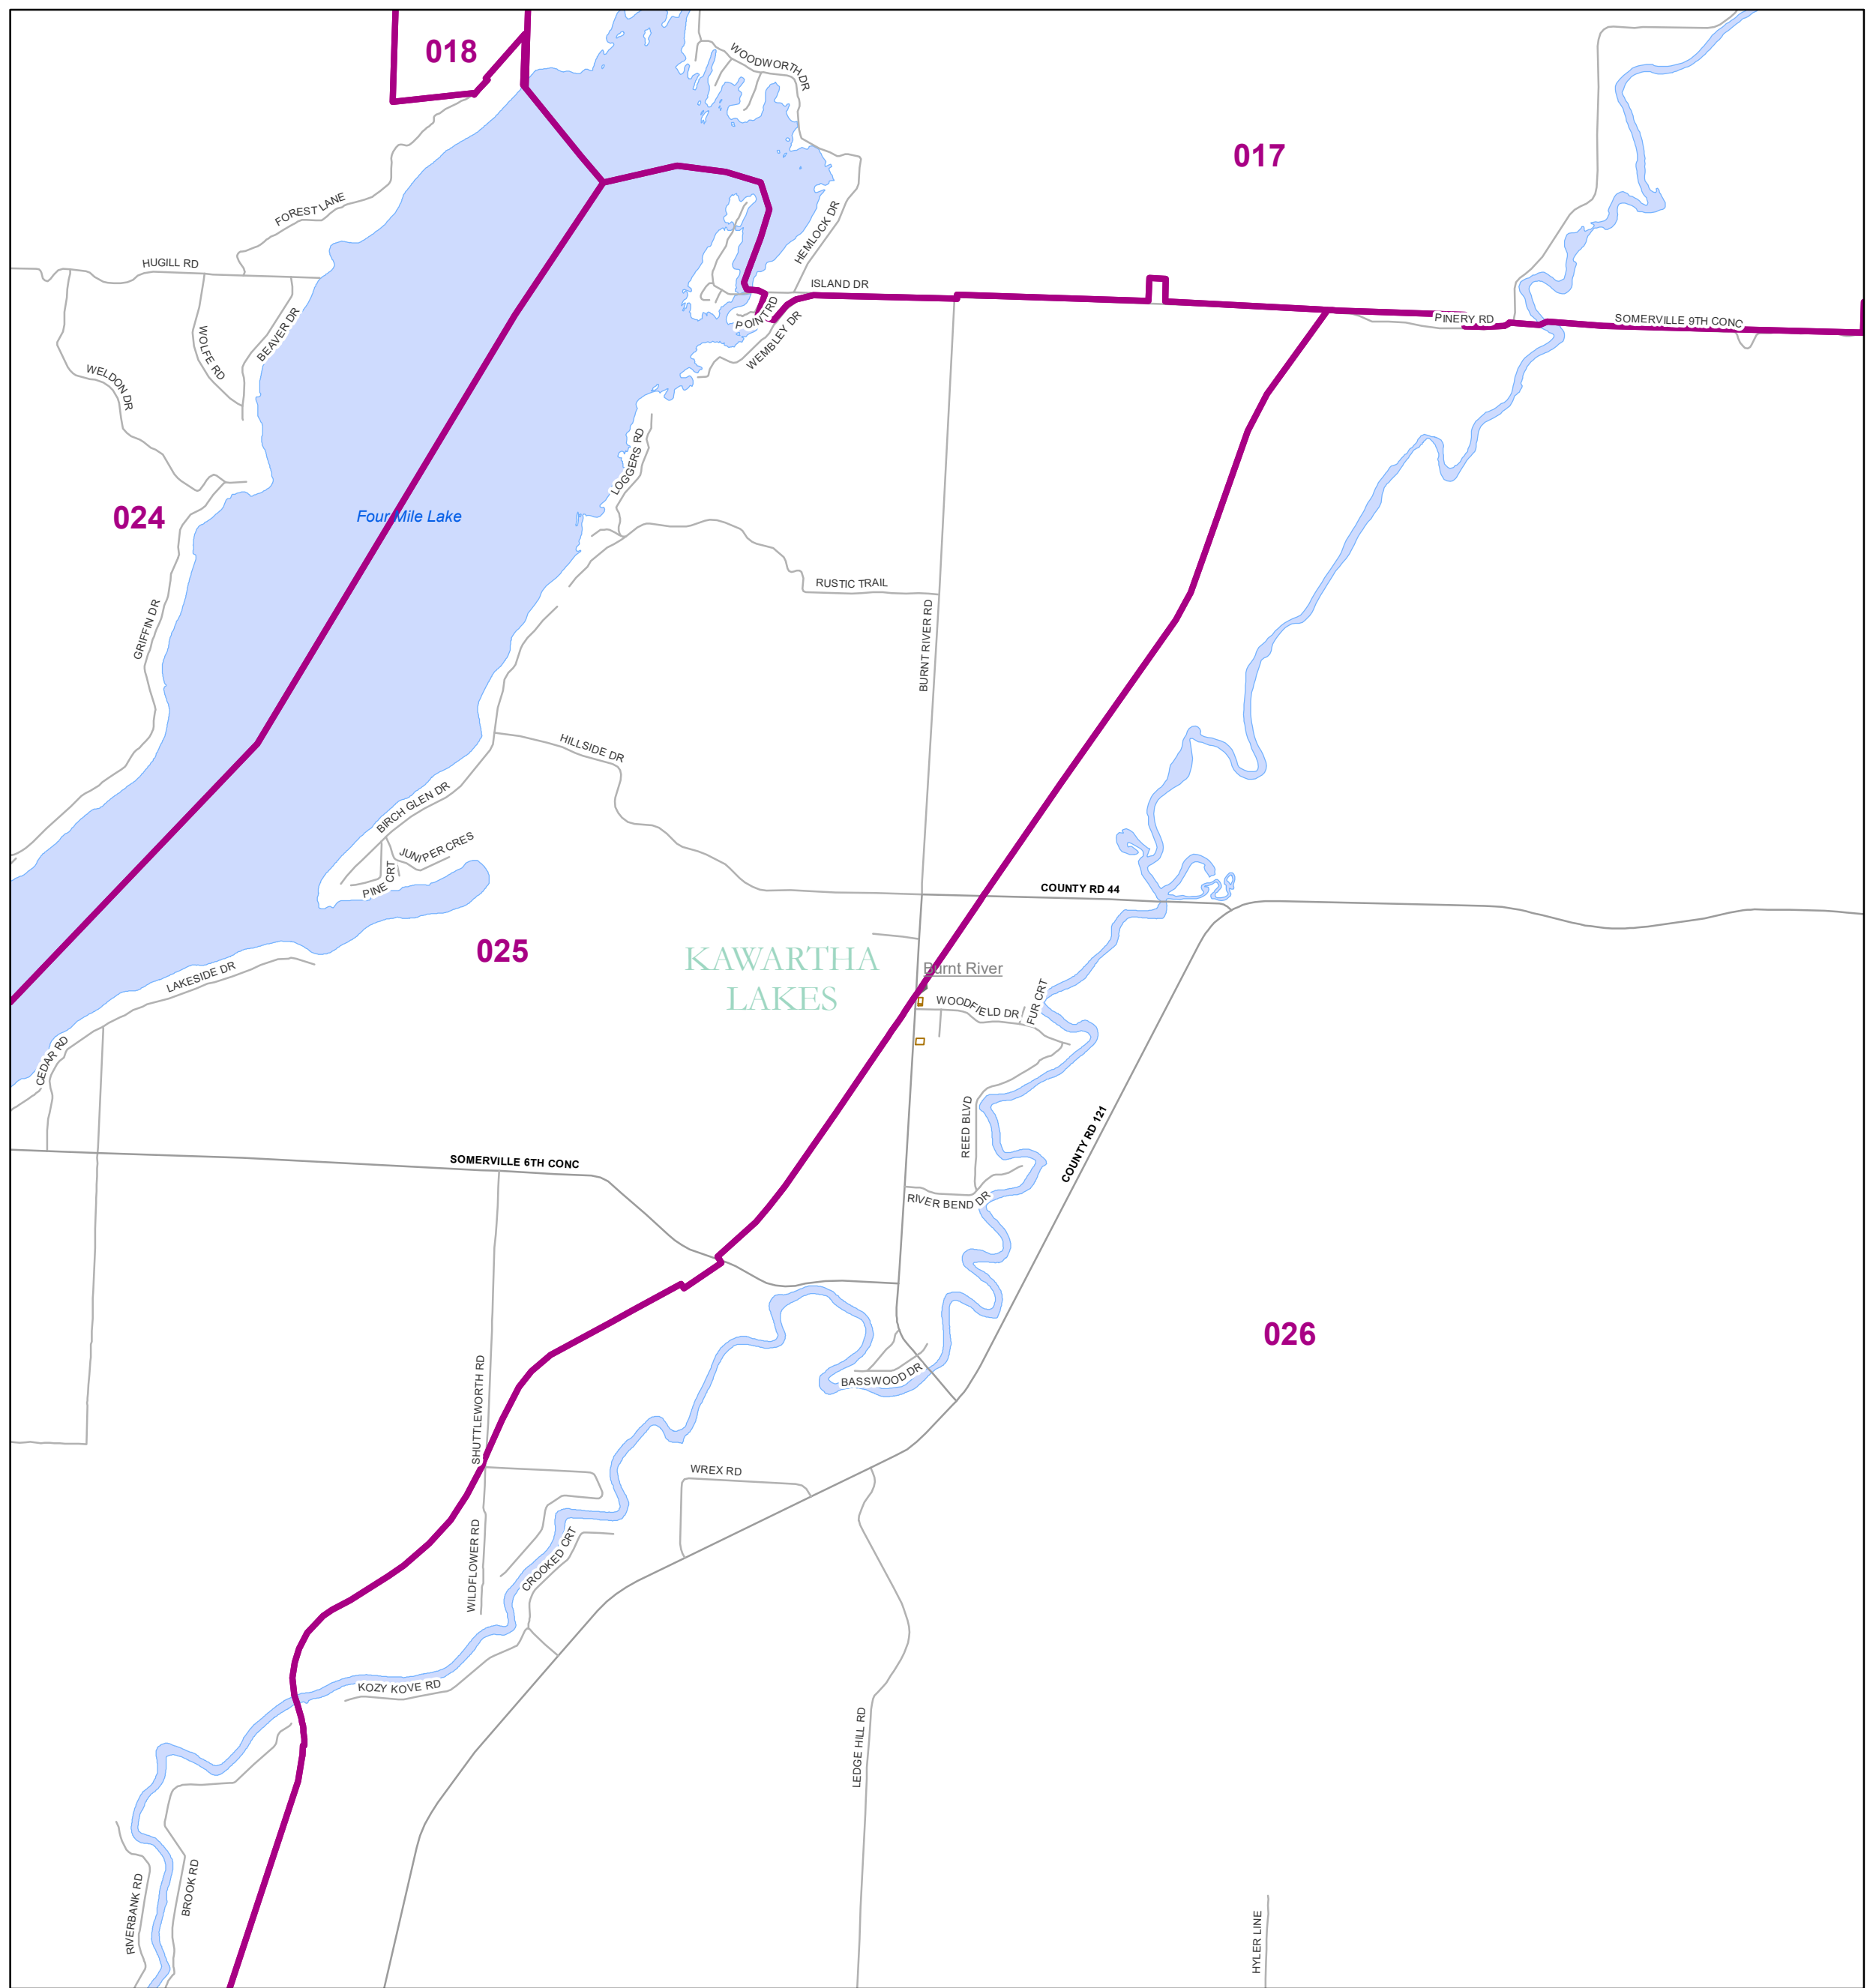 018
WOODWORTH DR
017
FOREST LANE
HEMLOCK DR
HUGILL RD
ISLAND DR
POINT RD
PINERY RD
SOMERVILLE 9TH CONC
BEAVER DR
WOLFE RD
WEMBLEY DR
WELDON DR
LOGGERS RD
024
Four Mile Lake
RUSTIC TRAIL
GRIFFIN DR
BURNT RIVER RD
HILLSIDE DR
BIRCH GLEN DR
JUNIPER CRES
PINE CRT
COUNTY RD 44
025
KAWARTHA
LAKES
Burnt River
LAKESIDE DR
WOODFIELD DR
FUR CRT
CEDAR RD
REED BLVD
COUNTY RD 121
SOMERVILLE 6TH CONC
RIVER BEND DR
026
SHUTTLEWORTH RD
BASSWOOD DR
WREX RD
WILDFLOWER RD
CROOKED CRT
KOZY KOVE RD
LEDGE HILL RD
BROOK RD
RIVERBANK RD
HYLER LINE